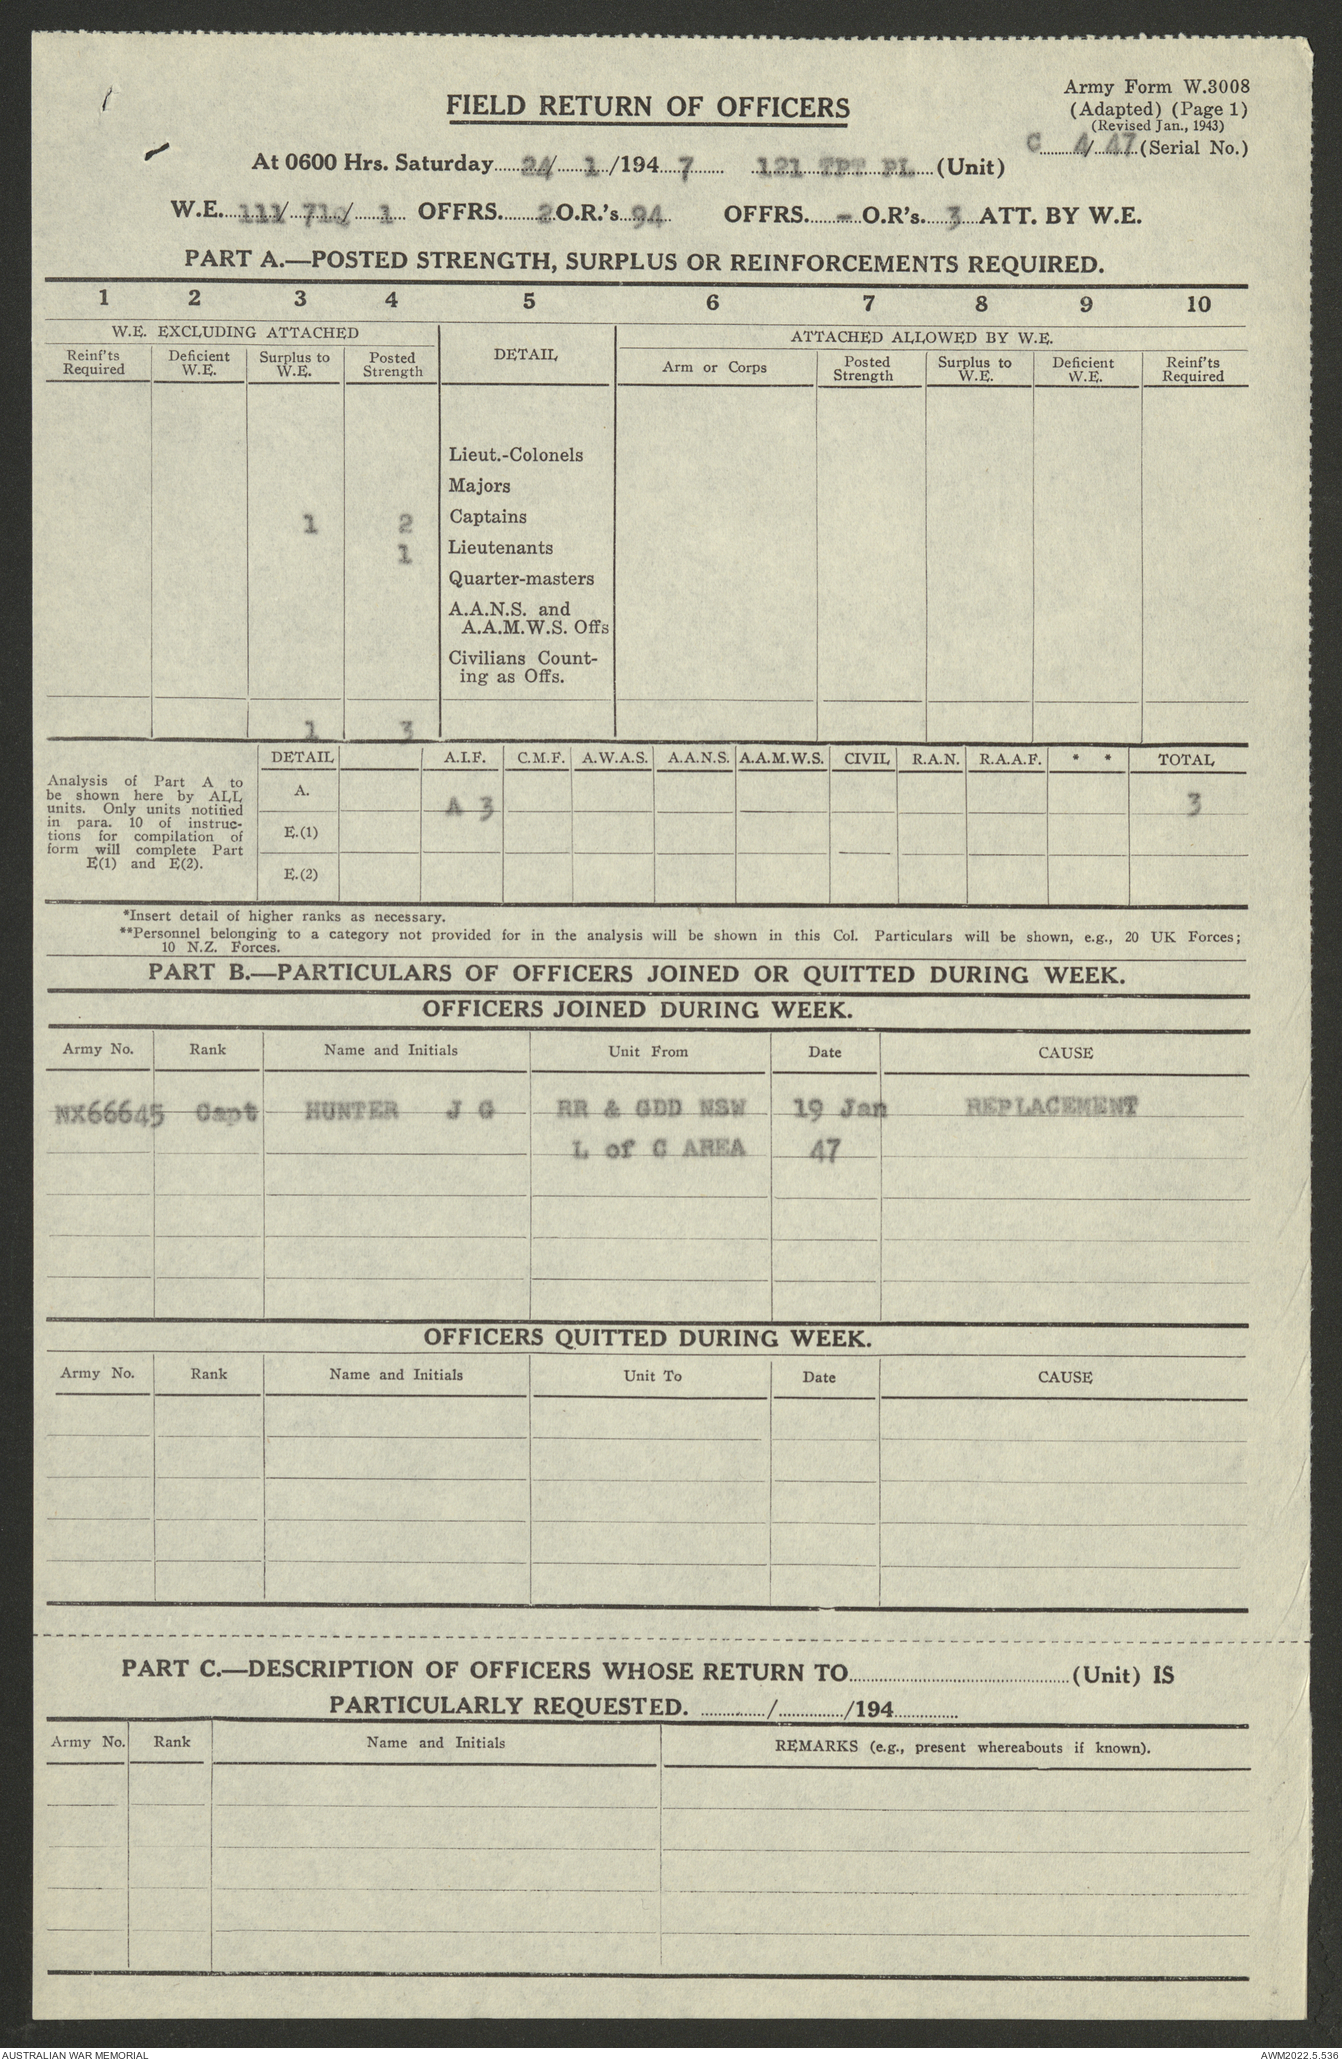 Army Form W.3008
(Adapted) (Page 1)
(Revised Jan., 1943)
FIELD RETURN OF OFFICERS
C 4/47 (Serial No.)
At 0600 Hrs. Saturday 24/ 1 /194 7 121 TPT PL (Unit)
W.E. 111/ / 1 OFFRS. 2 O.R.'s 94 OFFRS. - O.R's. 3 ATT. BY W.E.
PART A.—POSTED STRENGTH, SURPLUS OR REINFORCEMENTS REQUIRED.
1 2 3 4 5 6 7 8 9 10
W.E. EXCLUDING ATTACHED DETAIL ATTACHED ALLOWED BY W.E.
Reinf'ts Required Deficient W.E. Surplus to W.E. Posted Strength Arm or Corps Posted Strength Surplus to W.E. Deficient W.E. Reinf'ts Required
Lieut.-Colonels
Majors
1 2 Captains
1 Lieutenants
Quarter-masters
A.A.N.S. and
A.A.M.W.S. Offs
Civilians Count-
ing as Offs.
1 3
DETAIL A.I.F. C.M.F. A.W.A.S. A.A.N.S. A.A.M.W.S. CIVIL R.A.N. R.A.A.F. * * TOTAL
Analysis of Part A to
be shown here by ALL
units. Only units notified
in para. 10 of instruc-
tions for compilation of
form will complete Part
E(1) and E(2).
A. A 3 3
E.(1)
E.(2)
*Insert detail of higher ranks as necessary.
**Personnel belonging to a category not provided for in the analysis will be shown in this Col. Particulars will be shown, e.g., 20 UK Forces;
10 N.Z. Forces.
PART B.—PARTICULARS OF OFFICERS JOINED OR QUITTED DURING WEEK.
OFFICERS JOINED DURING WEEK.
Army No. Rank Name and Initials Unit From Date CAUSE
NX66645 Capt HUNTER J G RR & GDD NSW 19 Jan REPLACEMENT
L of C AREA 47
OFFICERS QUITTED DURING WEEK.
Army No. Rank Name and Initials Unit To Date CAUSE
PART C.—DESCRIPTION OF OFFICERS WHOSE RETURN TO (Unit) IS
PARTICULARLY REQUESTED. / /194
Army No. Rank Name and Initials REMARKS (e.g., present whereabouts if known).
AUSTRALIAN WAR MEMORIAL AWM2022.5.536